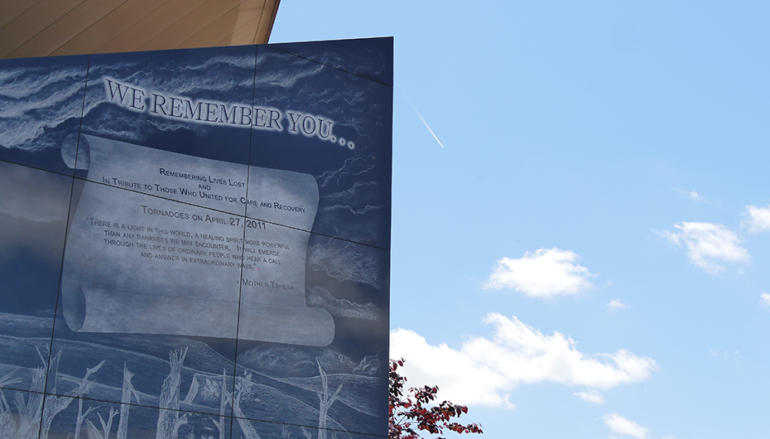 WE REMEMBER YOU...
REMEMBERING LIVES LOST
AND
IN TRIBUTE TO THOSE WHO UNITED FOR CARE AND RECOVERY
TORNADOES ON APRIL 27, 2011
"THERE IS A LIGHT IN THIS WORLD, A HEALING SPIRIT MORE POWERFUL
THAN ANY DARKNESS WE MAY ENCOUNTER. IT WILL EMERGE
THROUGH THE LIVES OF ORDINARY PEOPLE WHO HEAR A CALL
AND ANSWER IN EXTRAORDINARY WAYS."
- MOTHER TERESA